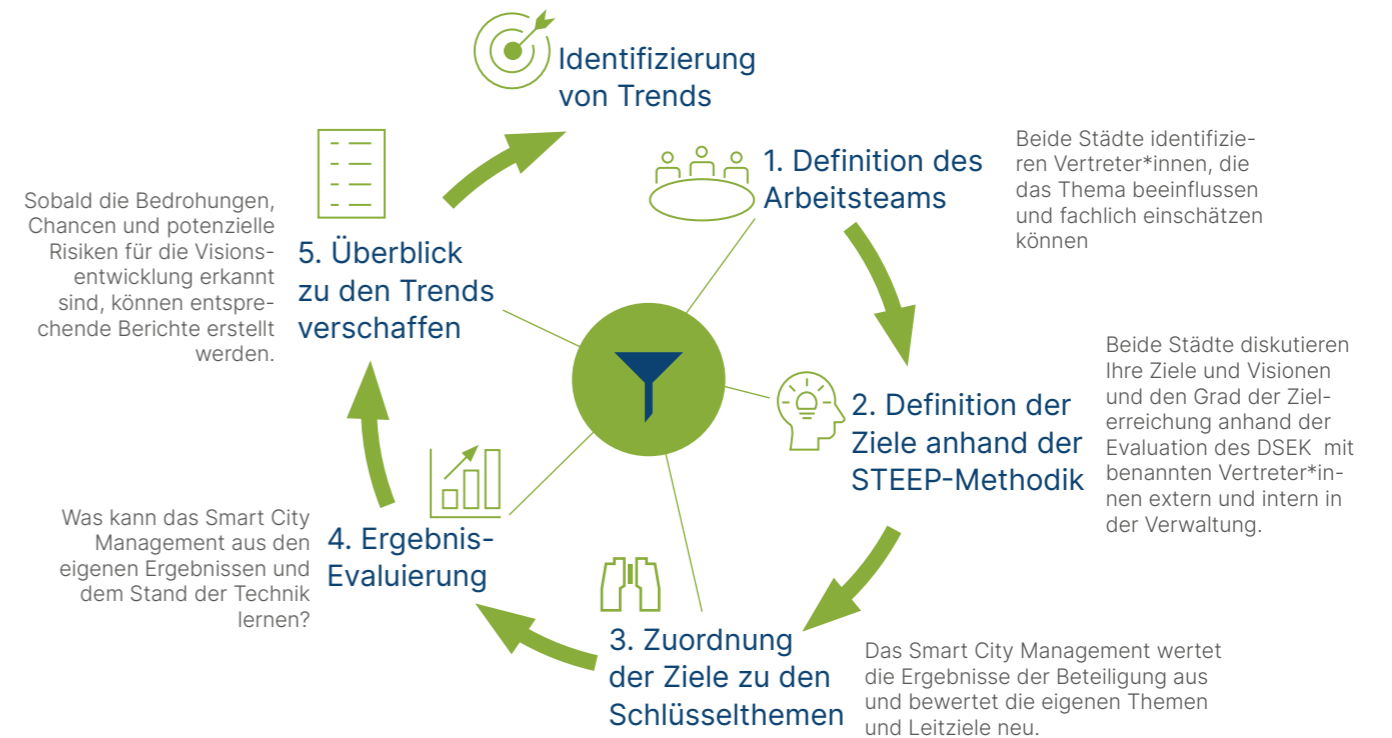 Identifizierung
von Trends
1. Definition des
Arbeitsteams
Beide Städte identifizie-
ren Vertreter*innen, die
das Thema beeinflussen
und fachlich einschätzen
können
2. Definition der
Ziele anhand der
STEEP-Methodik
Beide Städte diskutieren
Ihre Ziele und Visionen
und den Grad der Ziel-
erreichung anhand der
Evaluation des DSEK mit
benannten Vertreter*in-
nen extern und intern in
der Verwaltung.
3. Zuordnung
der Ziele zu den
Schlüsselthemen
Das Smart City Management wertet
die Ergebnisse der Beteiligung aus
und bewertet die eigenen Themen
und Leitziele neu.
4. Ergebnis-
Evaluierung
Was kann das Smart City
Management aus den
eigenen Ergebnissen und
dem Stand der Technik
lernen?
5. Überblick
zu den Trends
verschaffen
Sobald die Bedrohungen,
Chancen und potenzielle
Risiken für die Visions-
entwicklung erkannt
sind, können entspre-
chende Berichte erstellt
werden.